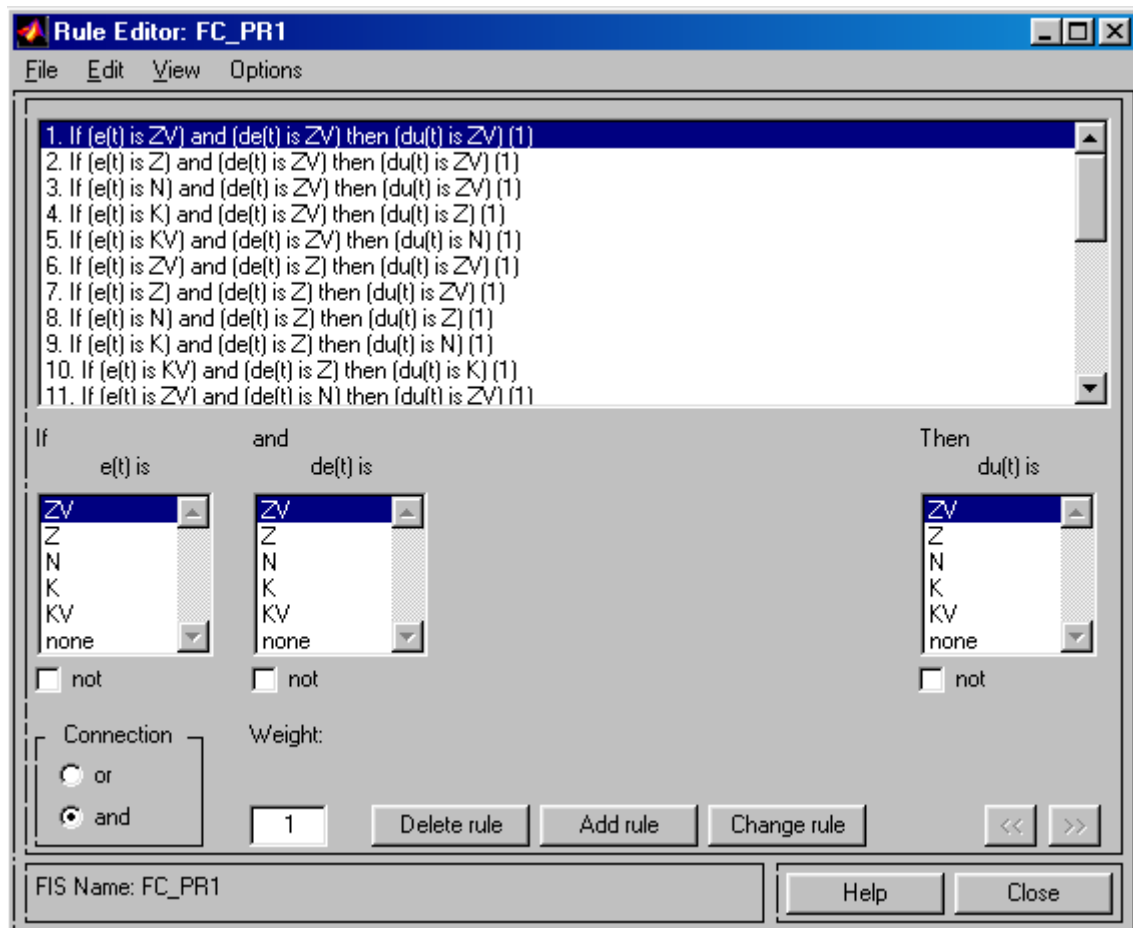 Rule Editor: FC_PR1
File Edit View Options
1. If (e(t) is ZV) and (de(t) is ZV) then (du(t) is ZV) (1)
2. If (e(t) is Z) and (de(t) is ZV) then (du(t) is ZV) (1)
3. If (e(t) is N) and (de(t) is ZV) then (du(t) is ZV) (1)
4. If (e(t) is K) and (de(t) is ZV) then (du(t) is Z) (1)
5. If (e(t) is KV) and (de(t) is ZV) then (du(t) is N) (1)
6. If (e(t) is ZV) and (de(t) is Z) then (du(t) is ZV) (1)
7. If (e(t) is Z) and (de(t) is Z) then (du(t) is ZV) (1)
8. If (e(t) is N) and (de(t) is Z) then (du(t) is Z) (1)
9. If (e(t) is K) and (de(t) is Z) then (du(t) is N) (1)
10. If (e(t) is KV) and (de(t) is Z) then (du(t) is K) (1)
11. If (e(t) is ZV) and (de(t) is N) then (du(t) is ZV) (1)
If and Then
e(t) is de(t) is du(t) is
ZV ZV ZV
Z Z Z
N N N
K K K
KV KV KV
none none none
not not not
Connection Weight:
or
and 1 Delete rule Add rule Change rule << >>
FIS Name: FC_PR1 Help Close